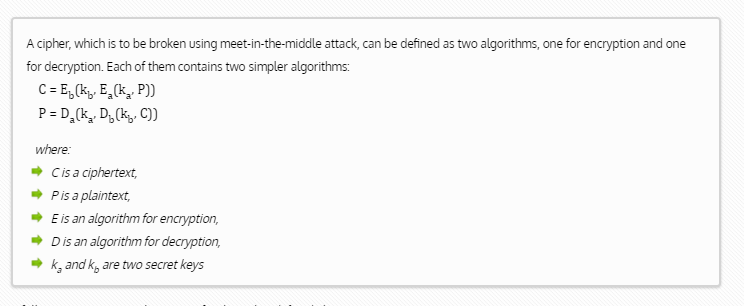 A cipher, which is to be broken using meet-in-the-middle attack, can be defined as two algorithms, one for encryption and one
for decryption. Each of them contains two simpler algorithms:
C = E_b(k_b, E_a(k_a, P))
P = D_a(k_a, D_b(k_b, C))
where:
C is a ciphertext,
P is a plaintext,
E is an algorithm for encryption,
D is an algorithm for decryption,
k_a and k_b are two secret keys